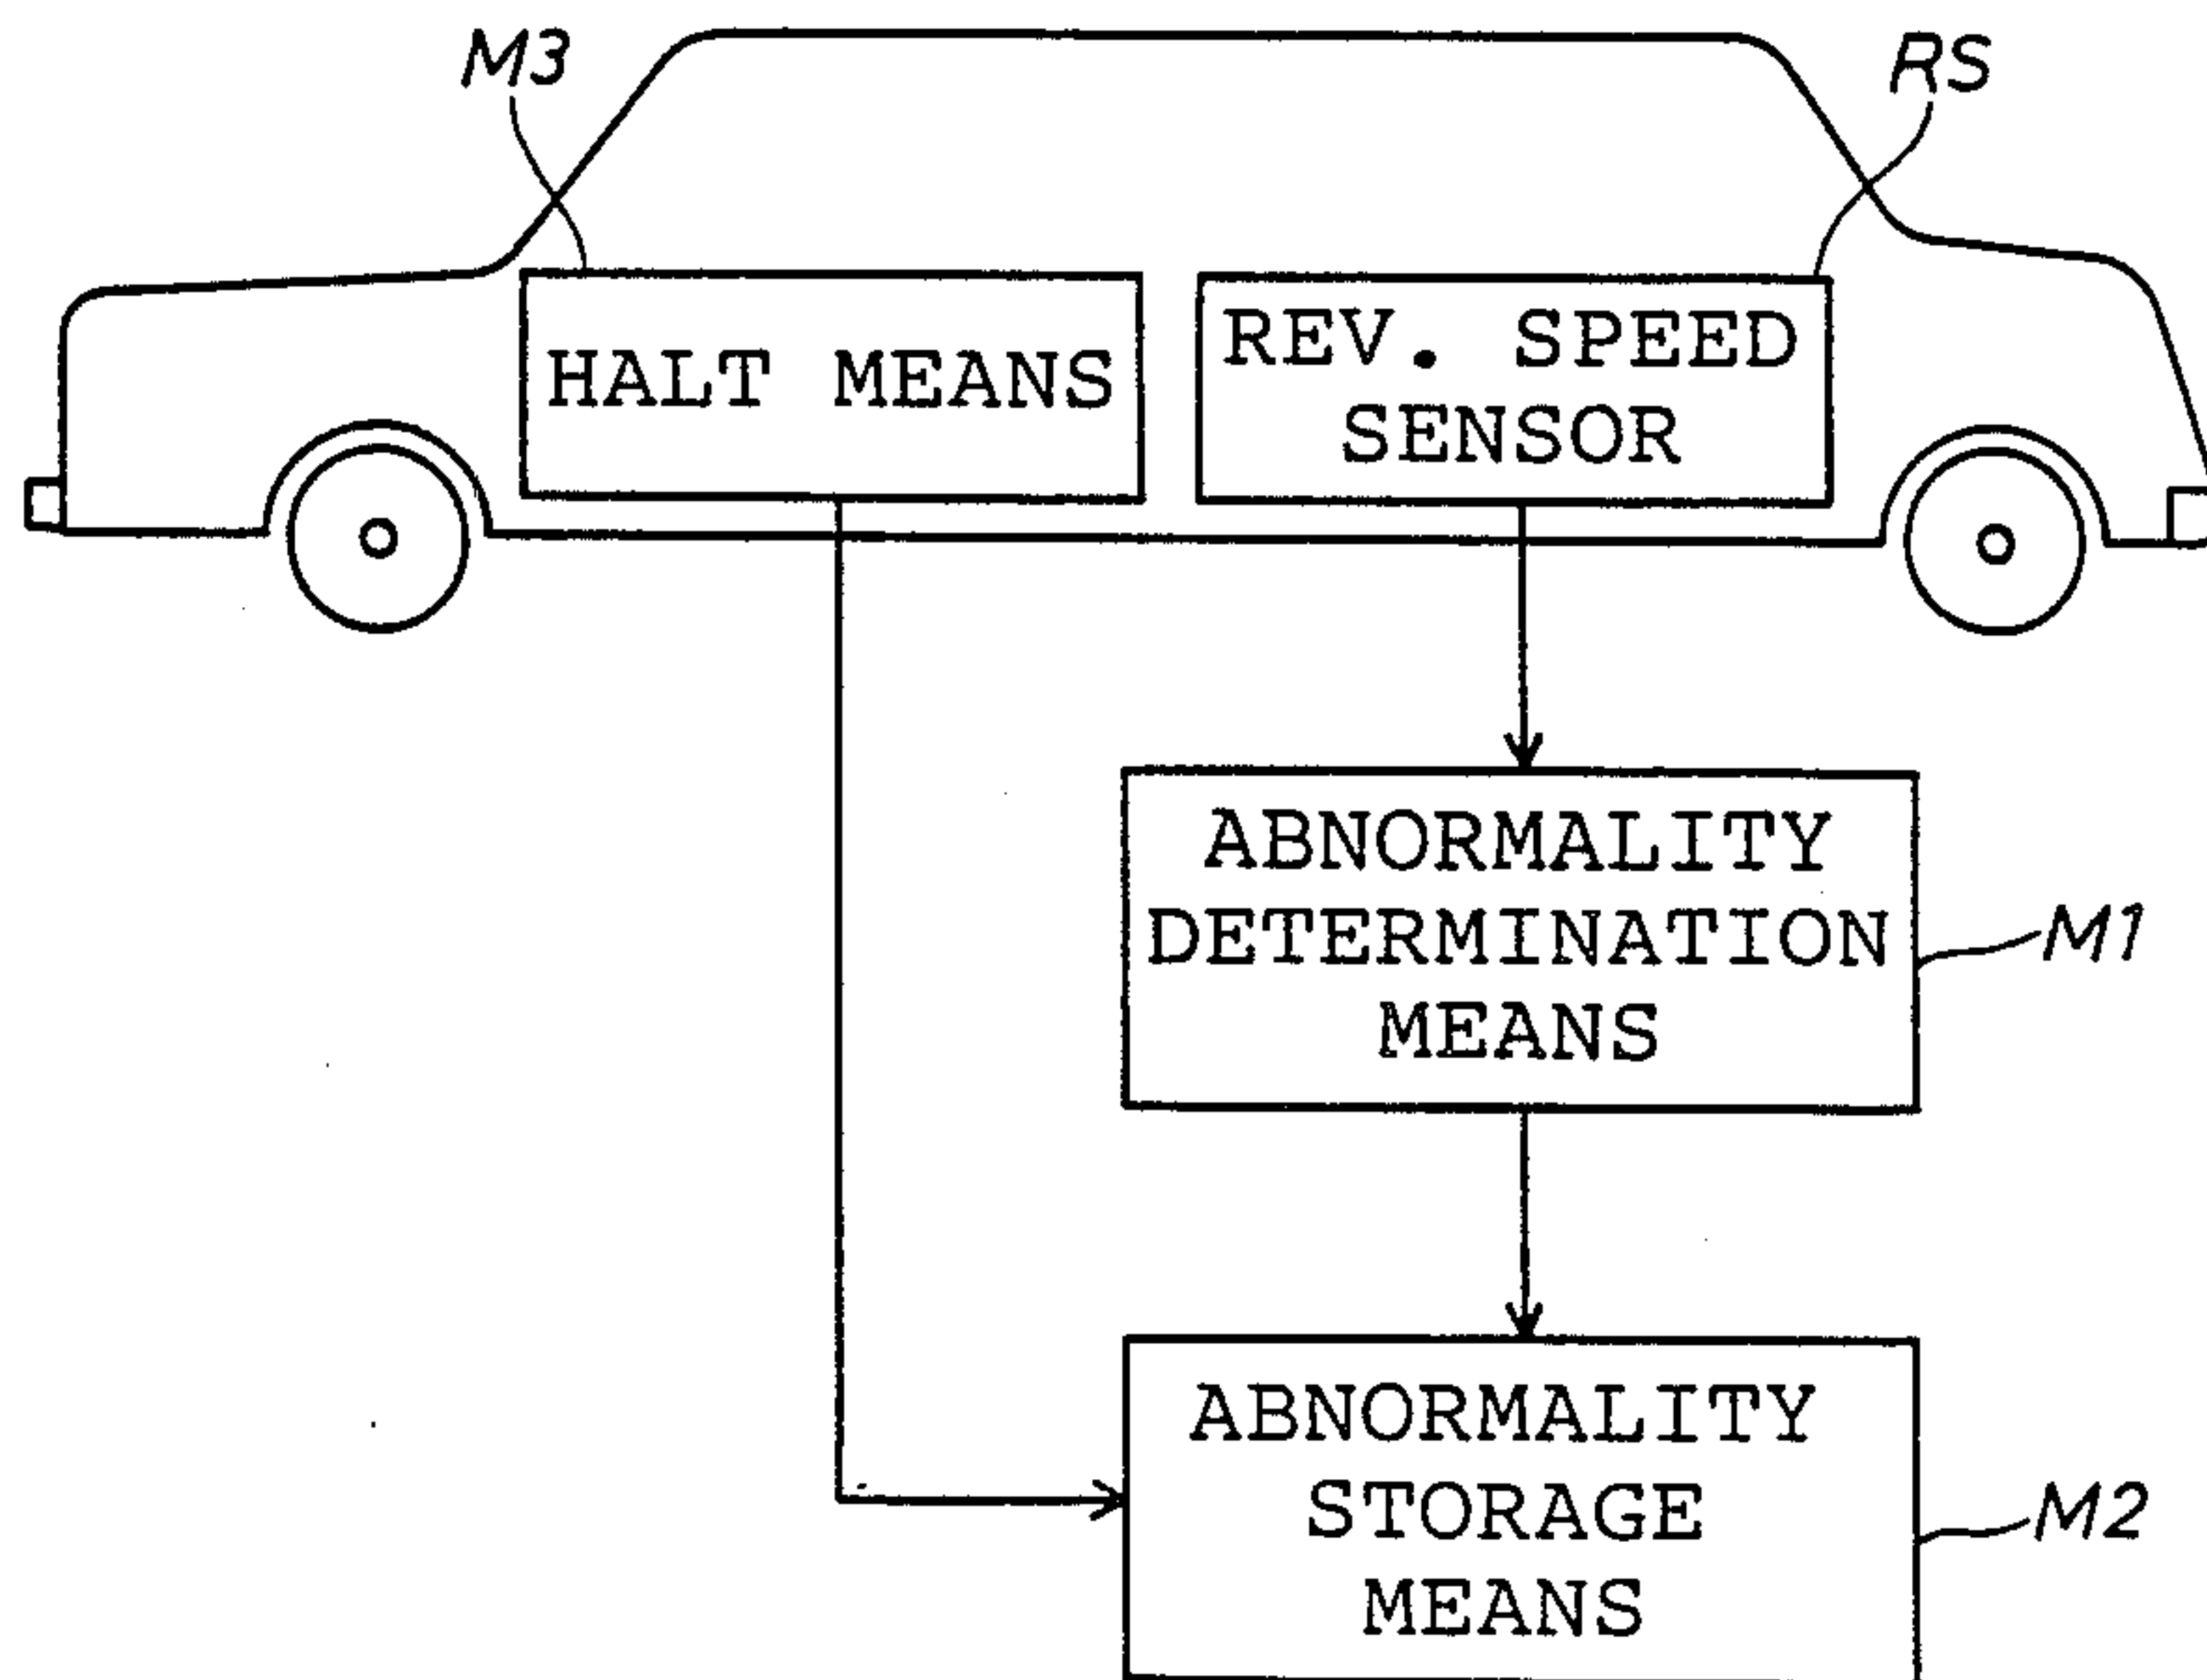 M3
RS
HALT MEANS
REV. SPEED
SENSOR
ABNORMALITY
DETERMINATION
MEANS
M1
ABNORMALITY
STORAGE
MEANS
M2